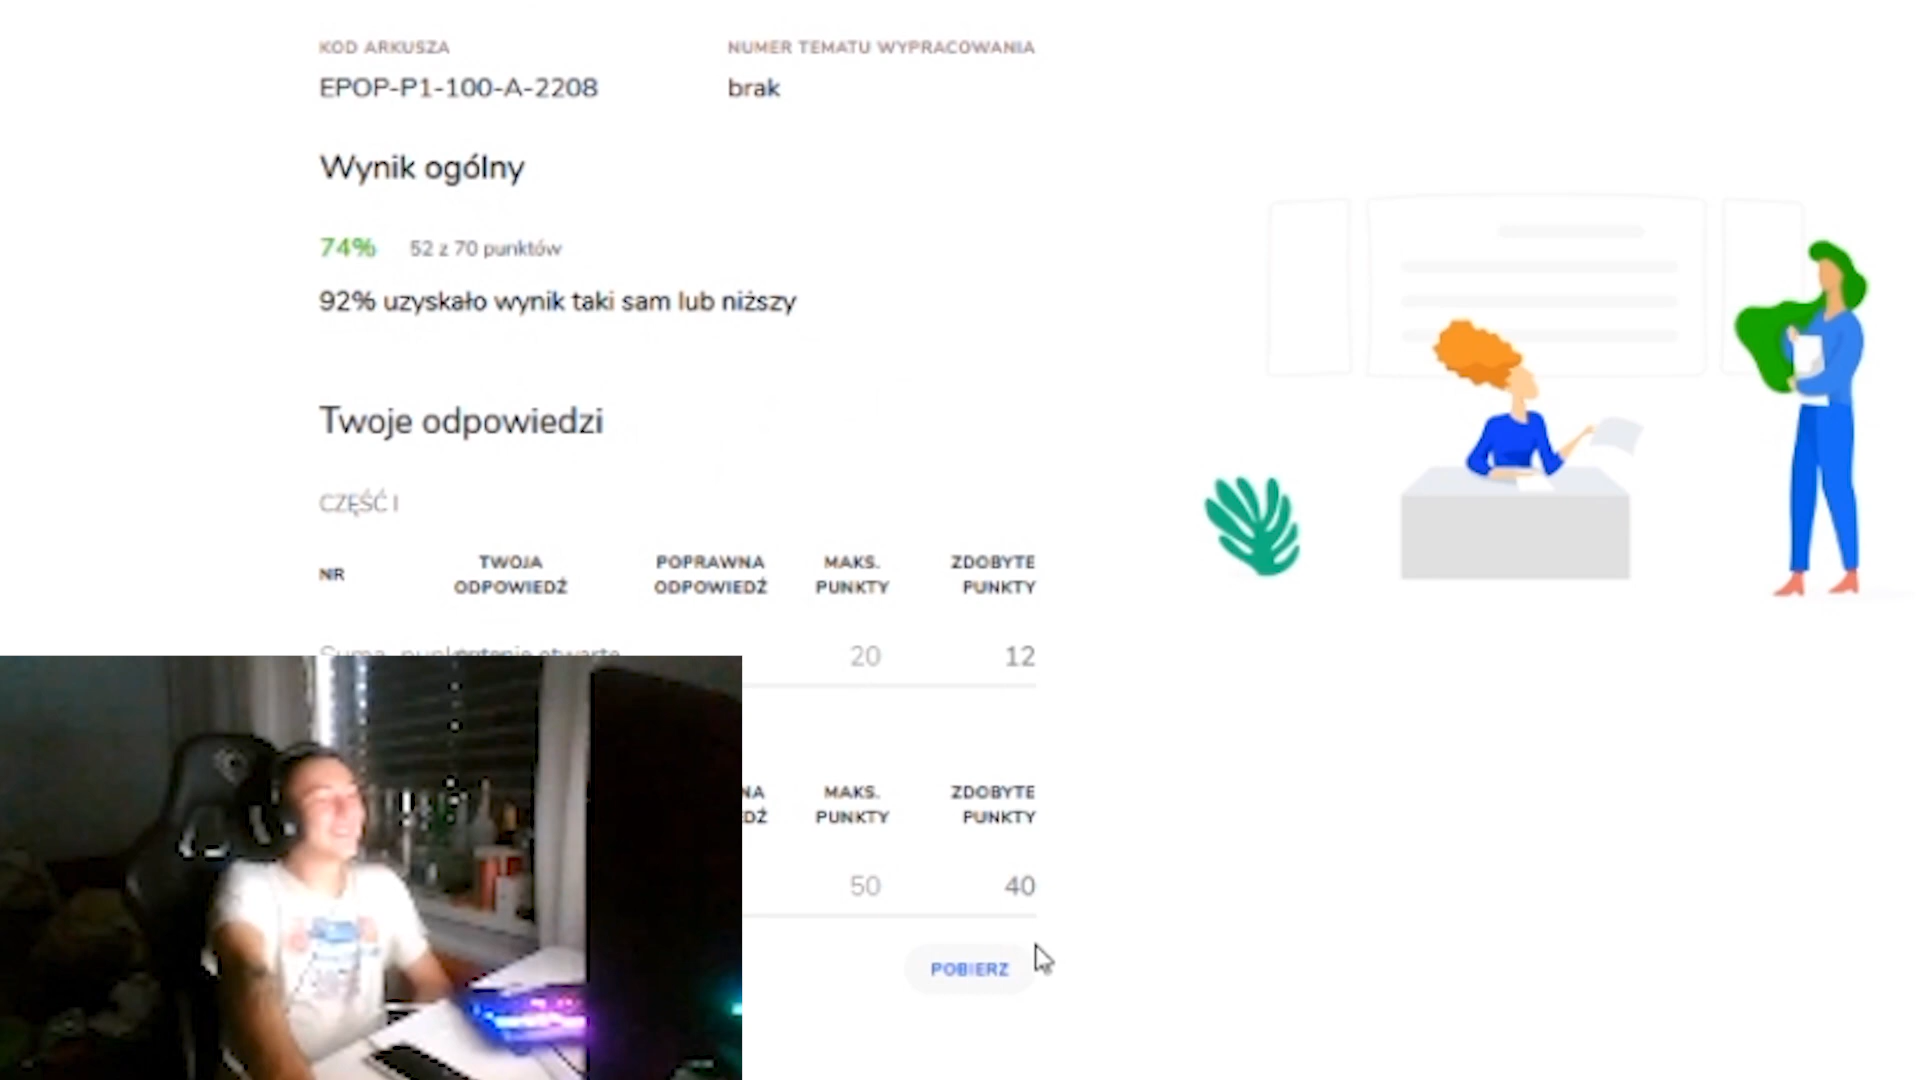 KOD ARKUSZA
NUMER TEMATU WYPRACOWANIA
EPOP-P1-100-A-2208
brak
Wynik ogólny
74% 52 z 70 punktów
92% uzyskało wynik taki sam lub niższy
Twoje odpowiedzi
CZĘŚĆ I
NR
TWOJA
ODPOWIEDŹ
POPRAWNA
ODPOWIEDŹ
MAKS.
PUNKTY
ZDOBYTE
PUNKTY
20 12
NA
DŹ
MAKS.
PUNKTY
ZDOBYTE
PUNKTY
50 40
POBIERZ